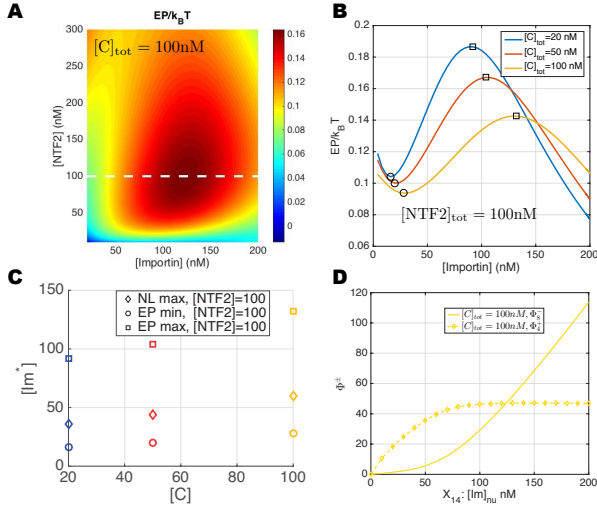 A
EP/k_BT
[C]_tot = 100nM
300
250
200
150
100
50
[NTF2] (nM)
50 100 150 200
[Importin] (nM)
0.16
0.14
0.12
0.1
0.08
0.06
0.04
0.02
0
B
0.2
0.18
0.16
0.14
0.12
0.1
0.08
0.06
EP/k_BT
[C]_tot=20 nM
[C]_tot=50 nM
[C]_tot=100 nM
[NTF2]_tot = 100nM
0 50 100 150 200
[Importin] (nM)
C
150
100
50
0
[Im*]
NL max, [NTF2]=100
EP min, [NTF2]=100
EP max, [NTF2]=100
20 40 60 80 100
[C]
D
120
100
80
60
40
20
0
Φ^±
[C]_tot = 100nM, Φ_8^-
[C]_tot = 100nM, Φ_4^+
0 50 100 150 200
X_14: [Im]_nu nM